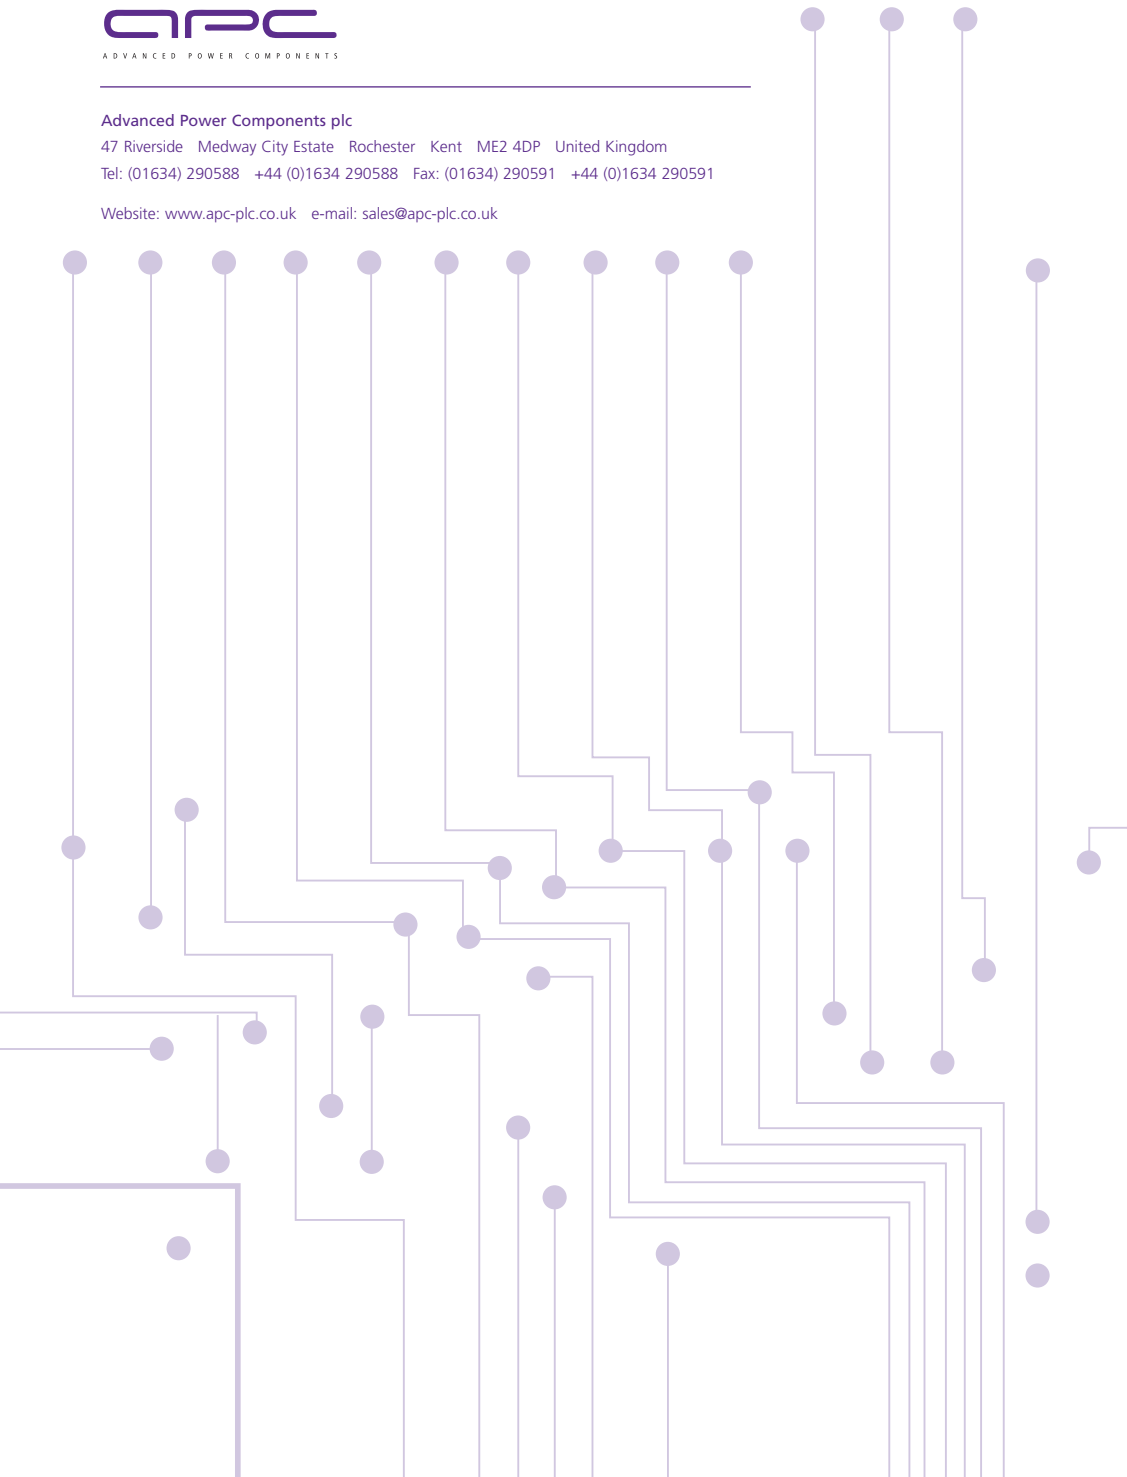 apc
ADVANCED POWER COMPONENTS
Advanced Power Components plc
47 Riverside Medway City Estate Rochester Kent ME2 4DP United Kingdom
Tel: (01634) 290588 +44 (0)1634 290588 Fax: (01634) 290591 +44 (0)1634 290591
Website: www.apc-plc.co.uk e-mail: sales@apc-plc.co.uk